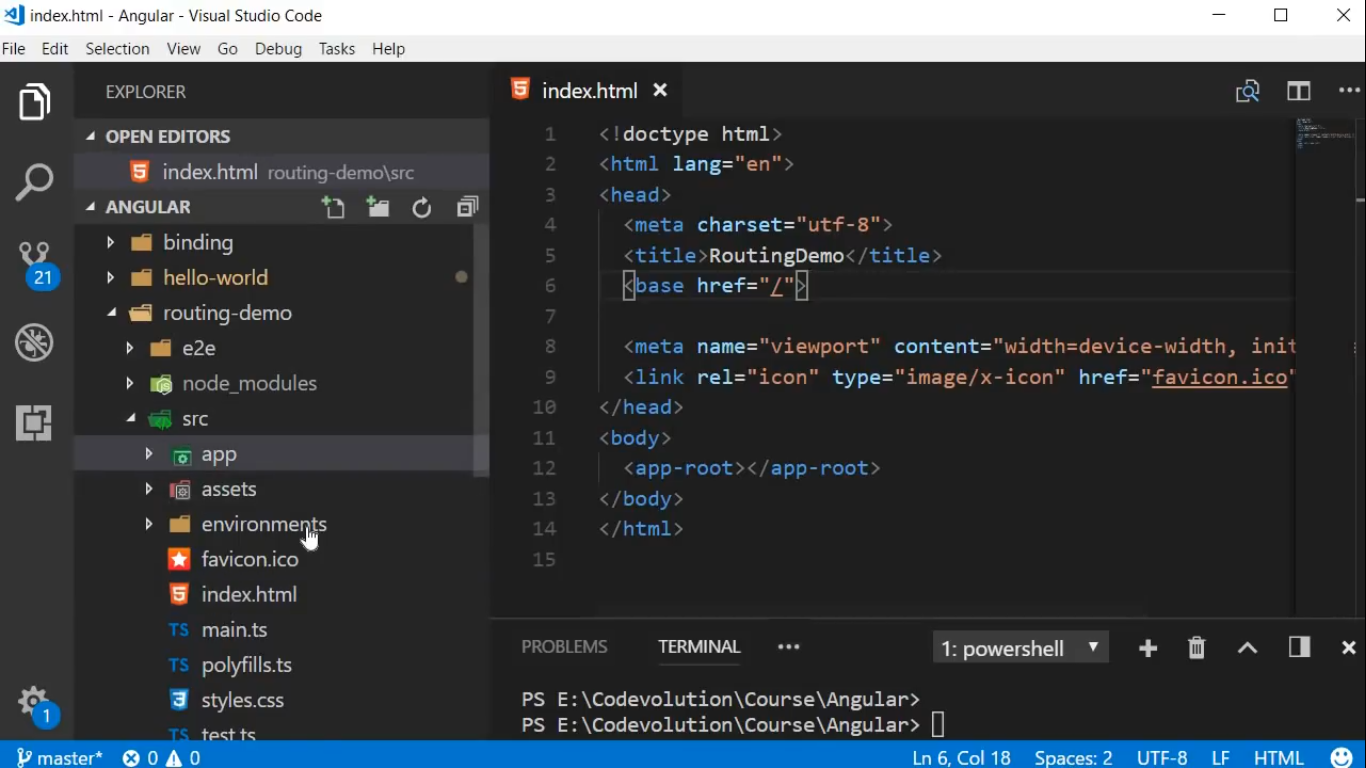 index.html - Angular - Visual Studio Code
File Edit Selection View Go Debug Tasks Help
EXPLORER
OPEN EDITORS
index.html routing-demo\src
ANGULAR
binding
hello-world
routing-demo
e2e
node_modules
src
app
assets
environments
favicon.ico
index.html
TS main.ts
TS polyfills.ts
styles.css
TS test.ts
21
1
index.html
1 <!doctype html>
2 <html lang="en">
3 <head>
4 <meta charset="utf-8">
5 <title>RoutingDemo</title>
6 <base href="/">
7
8 <meta name="viewport" content="width=device-width, init
9 <link rel="icon" type="image/x-icon" href="favicon.ico"
10 </head>
11 <body>
12 <app-root></app-root>
13 </body>
14 </html>
15
PROBLEMS TERMINAL ••• 1: powershell
PS E:\Codevolution\Course\Angular>
PS E:\Codevolution\Course\Angular>
master* 0 0 Ln 6, Col 18 Spaces: 2 UTF-8 LF HTML